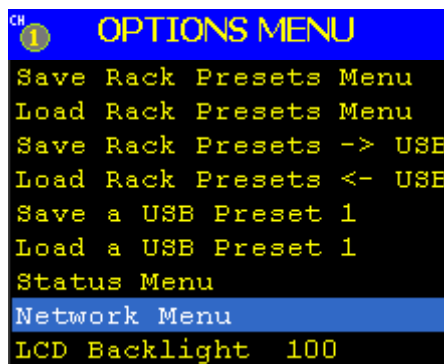 CH
1 OPTIONS MENU
Save Rack Presets Menu
Load Rack Presets Menu
Save Rack Presets -> USB
Load Rack Presets <- USB
Save a USB Preset 1
Load a USB Preset 1
Status Menu
Network Menu
LCD Backlight 100